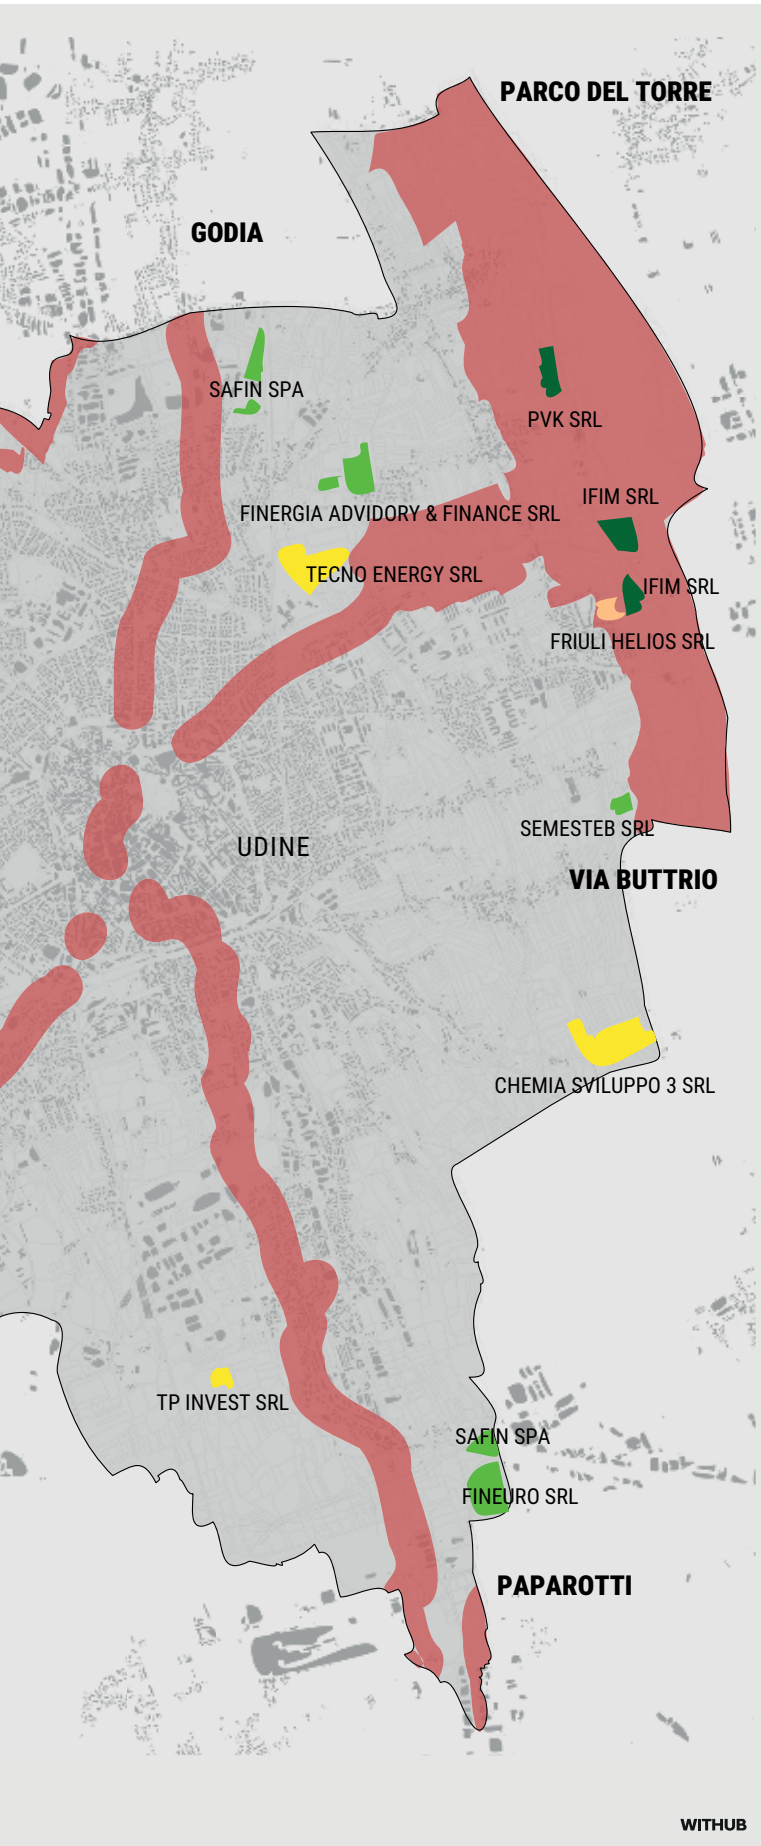 PARCO DEL TORRE
GODIA
SAFIN SPA
PVK SRL
IFIM SRL
FINERGIA ADVIDORY & FINANCE SRL
TECNO ENERGY SRL
IFIM SRL
FRIULI HELIOS SRL
SEMESTEB SRL
UDINE
VIA BUTTRIO
CHEMIA SVILUPPO 3 SRL
TP INVEST SRL
SAFIN SPA
FINEURO SRL
PAPAROTTI
WITHUB